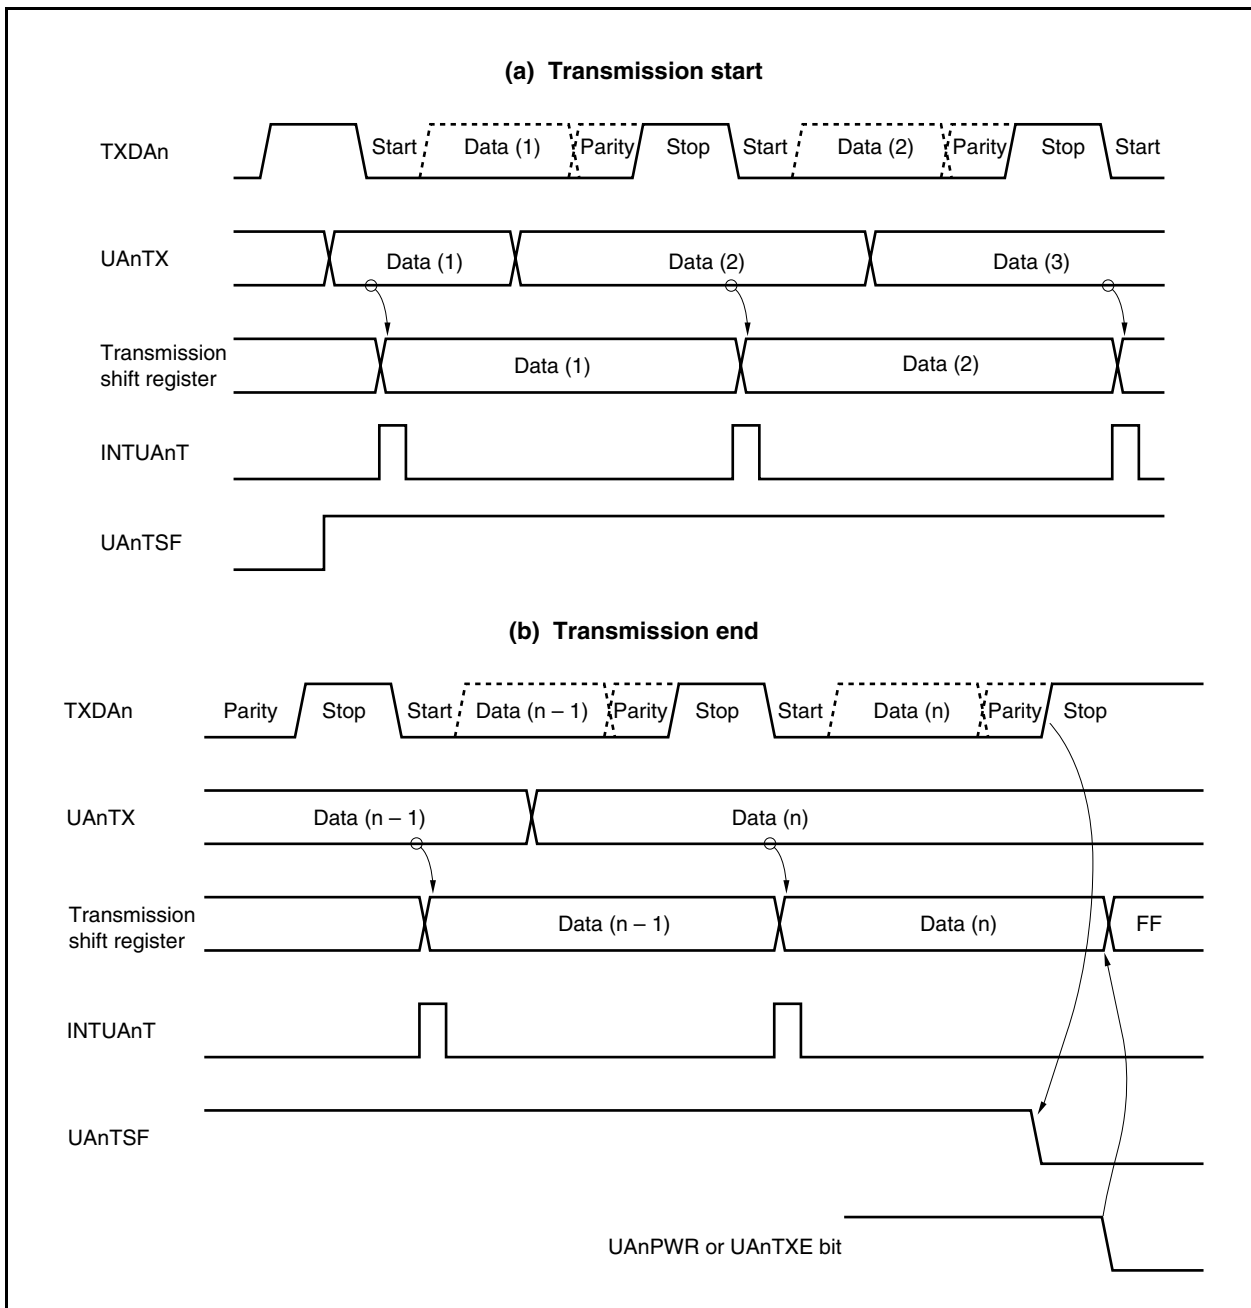 (a) Transmission start
TXDAn Start Data (1) Parity Stop Start Data (2) Parity Stop Start
UAnTX Data (1) Data (2) Data (3)
Transmission
shift register Data (1) Data (2)
INTUAnT
UAnTSF
(b) Transmission end
TXDAn Parity Stop Start Data (n – 1) Parity Stop Start Data (n) Parity Stop
UAnTX Data (n – 1) Data (n)
Transmission
shift register Data (n – 1) Data (n) FF
INTUAnT
UAnTSF
UAnPWR or UAnTXE bit